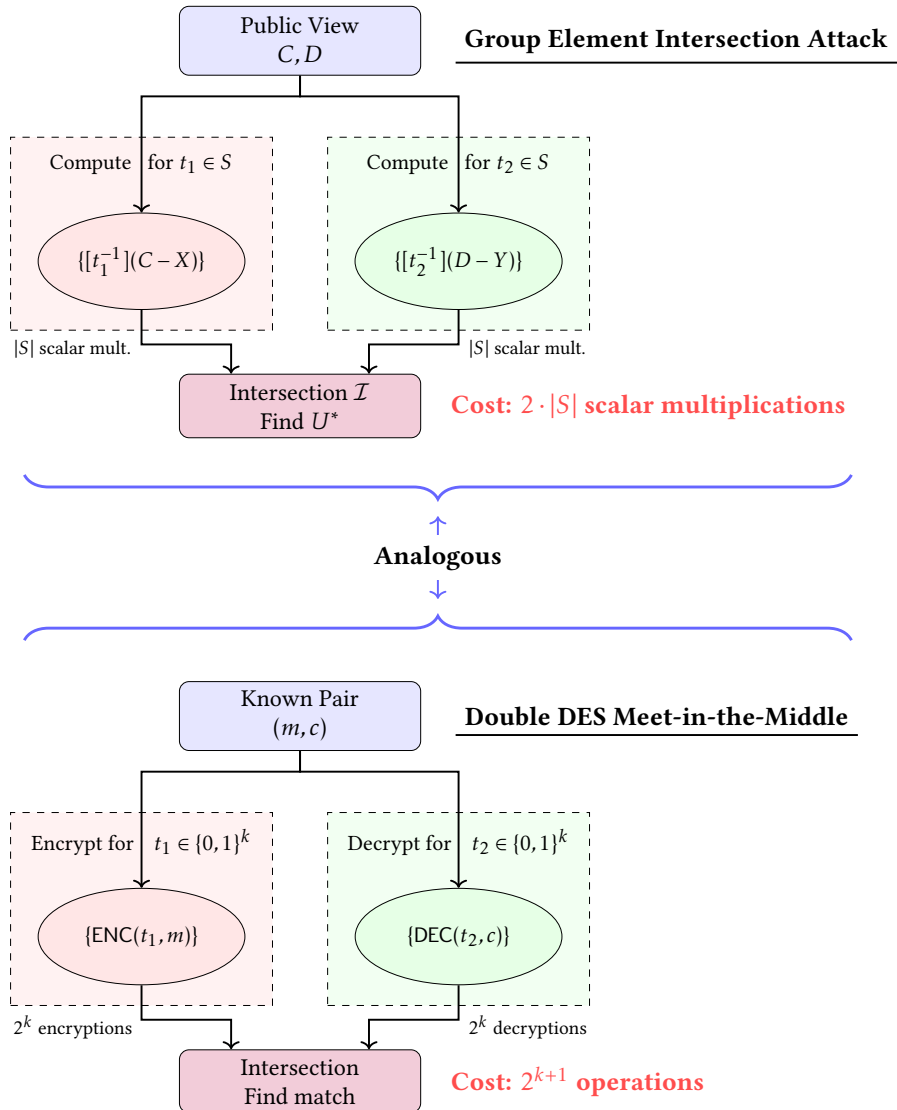 Public View
C, D
Group Element Intersection Attack
Compute for t₁ ∈ S
Compute for t₂ ∈ S
{[t₁⁻¹](C − X)}
{[t₂⁻¹](D − Y)}
|S| scalar mult.
|S| scalar mult.
Intersection ℐ
Find U*
Cost: 2 · |S| scalar multiplications
Analogous
Known Pair
(m, c)
Double DES Meet-in-the-Middle
Encrypt for t₁ ∈ {0, 1}ᵏ
Decrypt for t₂ ∈ {0, 1}ᵏ
{ENC(t₁, m)}
{DEC(t₂, c)}
2ᵏ encryptions
2ᵏ decryptions
Intersection
Find match
Cost: 2ᵏ⁺¹ operations